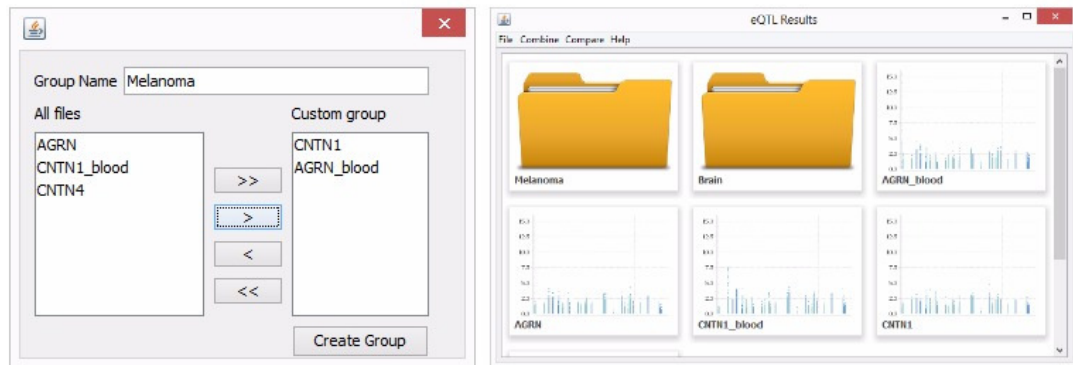 Group Name Melanoma
All files
Custom group
AGRN
CNTN1_blood
CNTN4
>>
>
<
<<
CNTN1
AGRN_blood
Create Group
eQTL Results
File Combine Compare Help
Melanoma
Brain
AGRN_blood
AGRN
CNTN1_blood
CNTN1